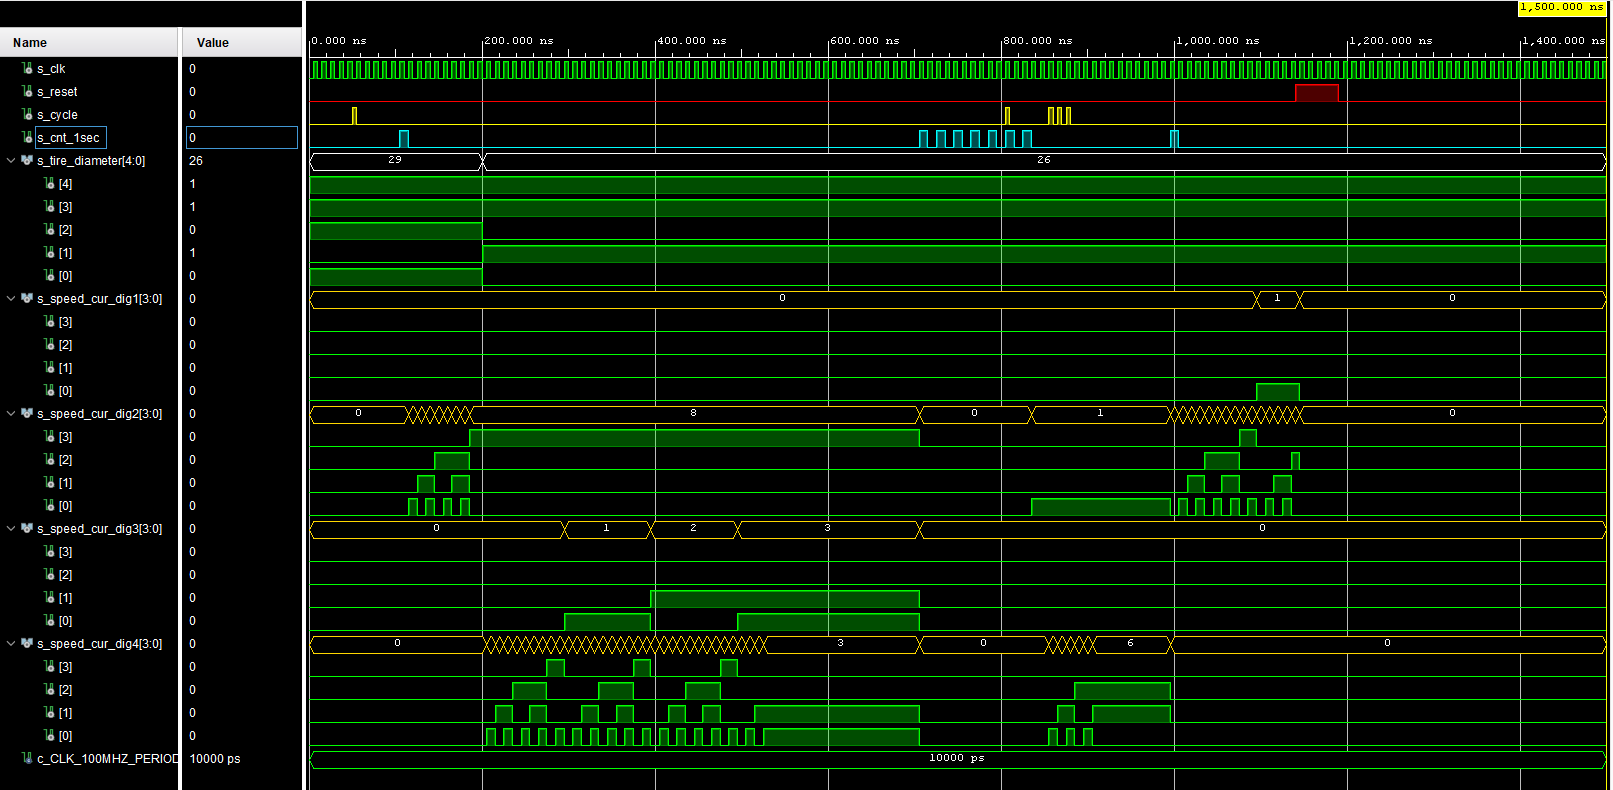 1,500.000 ns
Name Value 0.000 ns 200.000 ns 400.000 ns 600.000 ns 800.000 ns 1,000.000 ns 1,200.000 ns 1,400.000 ns
s_clk 0
s_reset 0
s_cycle 0
s_cnt_1sec 0
s_tire_diameter[4:0] 26 29 26
[4] 1
[3] 1
[2] 0
[1] 1
[0] 0
s_speed_cur_dig1[3:0] 0 0 1 0
[3] 0
[2] 0
[1] 0
[0] 0
s_speed_cur_dig2[3:0] 0 0 8 0 1 0
[3] 0
[2] 0
[1] 0
[0] 0
s_speed_cur_dig3[3:0] 0 0 1 2 3 0
[3] 0
[2] 0
[1] 0
[0] 0
s_speed_cur_dig4[3:0] 0 0 3 0 6 0
[3] 0
[2] 0
[1] 0
[0] 0
c_CLK_100MHZ_PERIOD 10000 ps 10000 ps